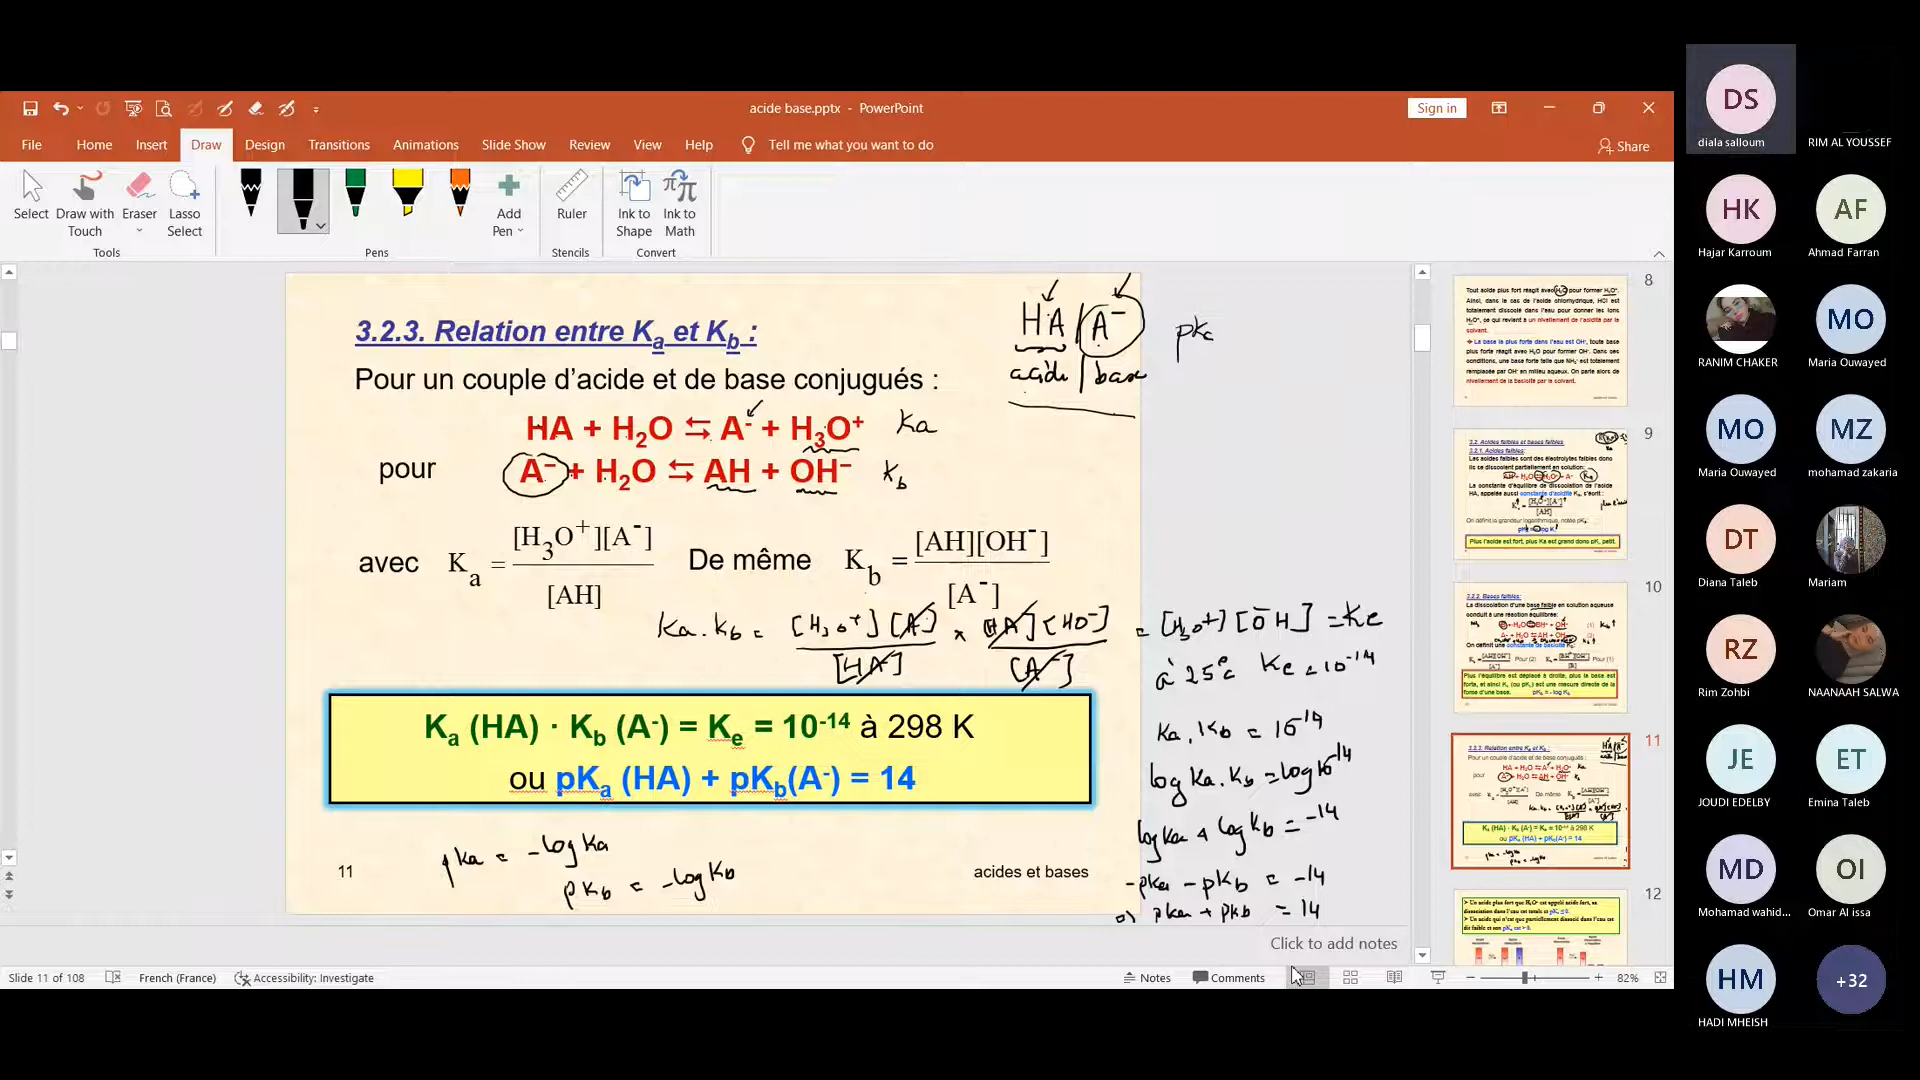 acide base.pptx - PowerPoint
Sign in
File Home Insert Draw Design Transitions Animations Slide Show Review View Help Tell me what you want to do
Share
Select
Draw with Touch
Eraser
Lasso Select
Add Pen
Ruler
Ink to Shape
Ink to Math
Tools Pens Stencils Convert
3.2.3. Relation entre Ka et Kb :
HA/A⁻
acide/base
pka
Pour un couple d'acide et de base conjugués :
HA + H₂O ⇆ A⁻ + H₃O⁺ Ka
pour A⁻ + H₂O ⇆ AH + OH⁻ Kb
avec Ka = [H₃O⁺][A⁻] / [AH] De même Kb = [AH][OH⁻] / [A⁻]
Ka.Kb = [H₃O⁺][A⁻] / [HA] × [HA][HO⁻] / [A⁻] = [H₃O⁺][OH⁻] = Ke
à 25°c Ke = 10⁻¹⁴
Ka (HA) · Kb (A⁻) = Ke = 10⁻¹⁴ à 298 K
ou pKa (HA) + pKb(A⁻) = 14
Ka.Kb = 10⁻¹⁴
log Ka.Kb = log 10⁻¹⁴
log Ka + log Kb = -14
-pka - pKb = -14
pka + pkb = 14
pKa = -log Ka
pKb = -log Kb
11
acides et bases
Click to add notes
8
9
10
11
12
Slide 11 of 108 French (France) Accessibility: Investigate Notes Comments 82%
DS
diala salloum
RIM AL YOUSSEF
HK
Hajar Karroum
AF
Ahmad Farran
RANIM CHAKER
MO
Maria Ouwayed
MO
Maria Ouwayed
MZ
mohamad zakaria
DT
Diana Taleb
Mariam
RZ
Rim Zohbi
NAANAAH SALWA
JE
JOUDI EDELBY
ET
Emina Taleb
MD
Mohamad wahid...
OI
Omar Al issa
HM
HADI MHEISH
+32